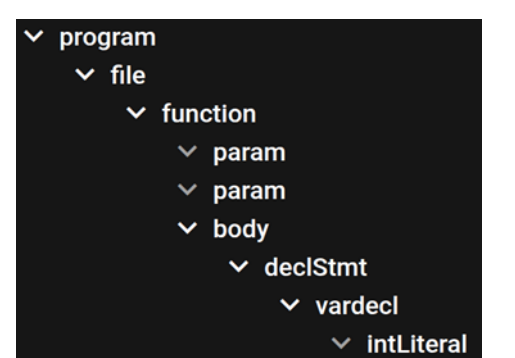 program
file
function
param
param
body
declStmt
vardecl
intLiteral